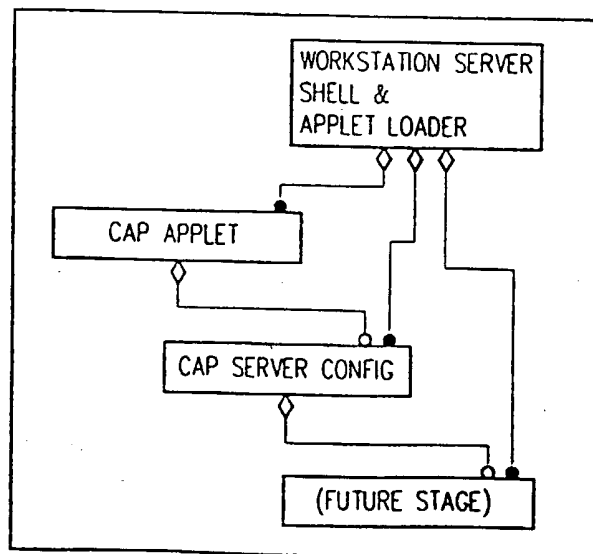 WORKSTATION SERVER
SHELL &
APPLET LOADER
CAP APPLET
CAP SERVER CONFIG
(FUTURE STAGE)